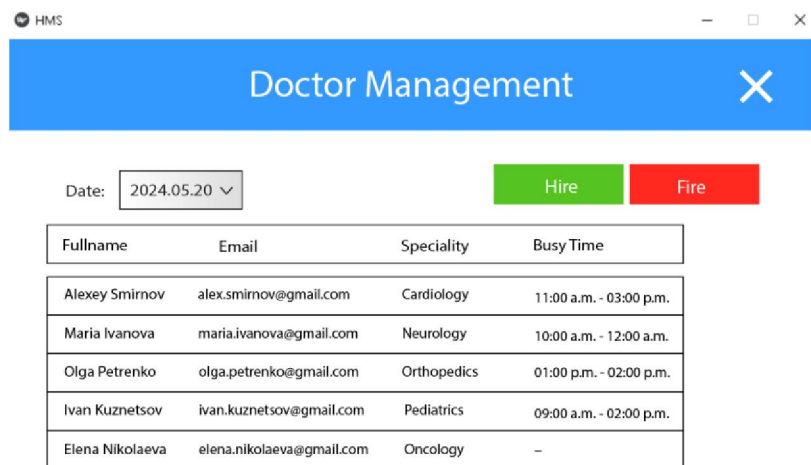 HMS
Doctor Management
Date: 2024.05.20 Hire Fire
Fullname Email Speciality Busy Time
Alexey Smirnov alex.smirnov@gmail.com Cardiology 11:00 a.m. - 03:00 p.m.
Maria Ivanova maria.ivanova@gmail.com Neurology 10:00 a.m. - 12:00 a.m.
Olga Petrenko olga.petrenko@gmail.com Orthopedics 01:00 p.m. - 02:00 p.m.
Ivan Kuznetsov ivan.kuznetsov@gmail.com Pediatrics 09:00 a.m. - 02:00 p.m.
Elena Nikolaeva elena.nikolaeva@gmail.com Oncology –